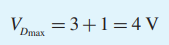 V_Dmax = 3 + 1 = 4 V